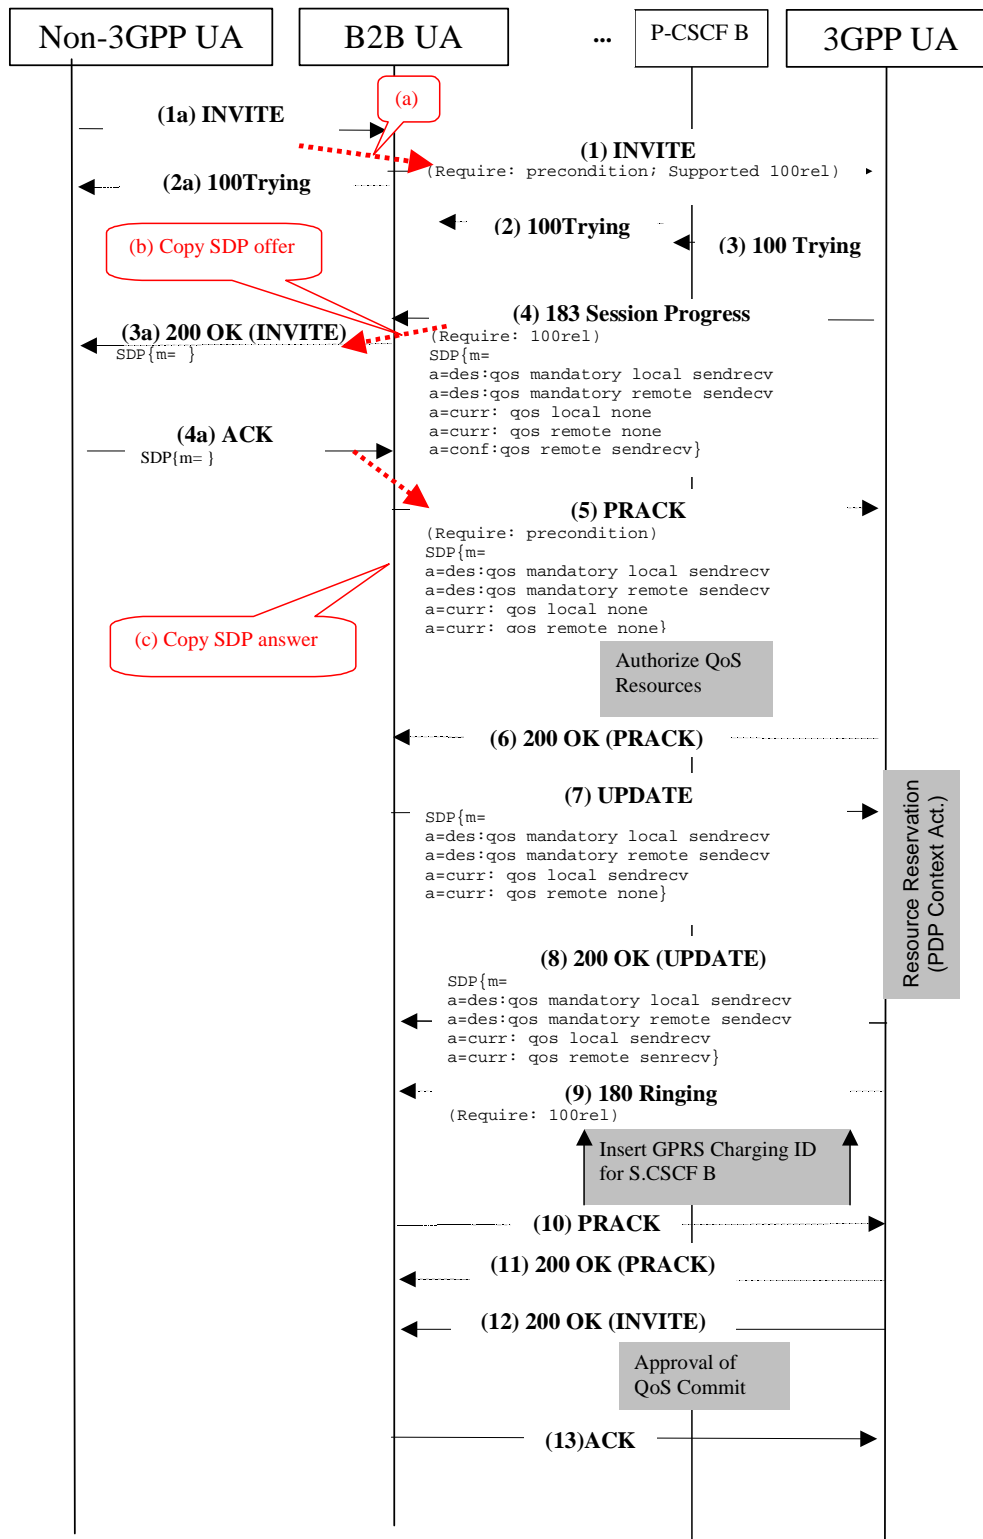 Non-3GPP UA
B2B UA
...
P-CSCF B
3GPP UA
(a)
(1a) INVITE
(1) INVITE
(Require: precondition; Supported 100rel)
(2a) 100Trying
(2) 100Trying
(3) 100 Trying
(b) Copy SDP offer
(4) 183 Session Progress
(3a) 200 OK (INVITE)
SDP{m= }
(Require: 100rel)
SDP{m=
a=des:qos mandatory local sendrecv
a=des:qos mandatory remote sendecv
a=curr: qos local none
a=curr: qos remote none
a=conf:qos remote sendrecv}
(4a) ACK
SDP{m= }
(5) PRACK
(Require: precondition)
SDP{m=
a=des:qos mandatory local sendrecv
a=des:qos mandatory remote sendecv
a=curr: qos local none
a=curr: qos remote none}
(c) Copy SDP answer
Authorize QoS
Resources
(6) 200 OK (PRACK)
(7) UPDATE
SDP{m=
a=des:qos mandatory local sendrecv
a=des:qos mandatory remote sendecv
a=curr: qos local sendrecv
a=curr: qos remote none}
Resource Reservation
(PDP Context Act.)
(8) 200 OK (UPDATE)
SDP{m=
a=des:qos mandatory local sendrecv
a=des:qos mandatory remote sendecv
a=curr: qos local sendrecv
a=curr: qos remote senrecv}
(9) 180 Ringing
(Require: 100rel)
Insert GPRS Charging ID
for S.CSCF B
(10) PRACK
(11) 200 OK (PRACK)
(12) 200 OK (INVITE)
Approval of
QoS Commit
(13)ACK